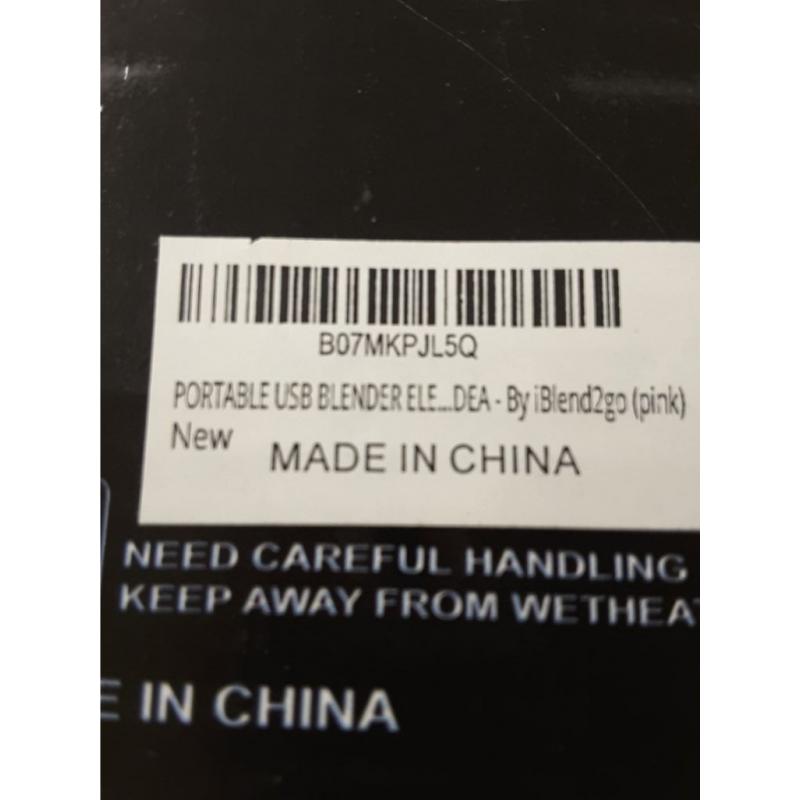 B07MKPJL5Q
PORTABLE USB BLENDER ELE...DEA - By iBlend2go (pink)
New
MADE IN CHINA
NEED CAREFUL HANDLING
KEEP AWAY FROM WETHEAT
E IN CHINA